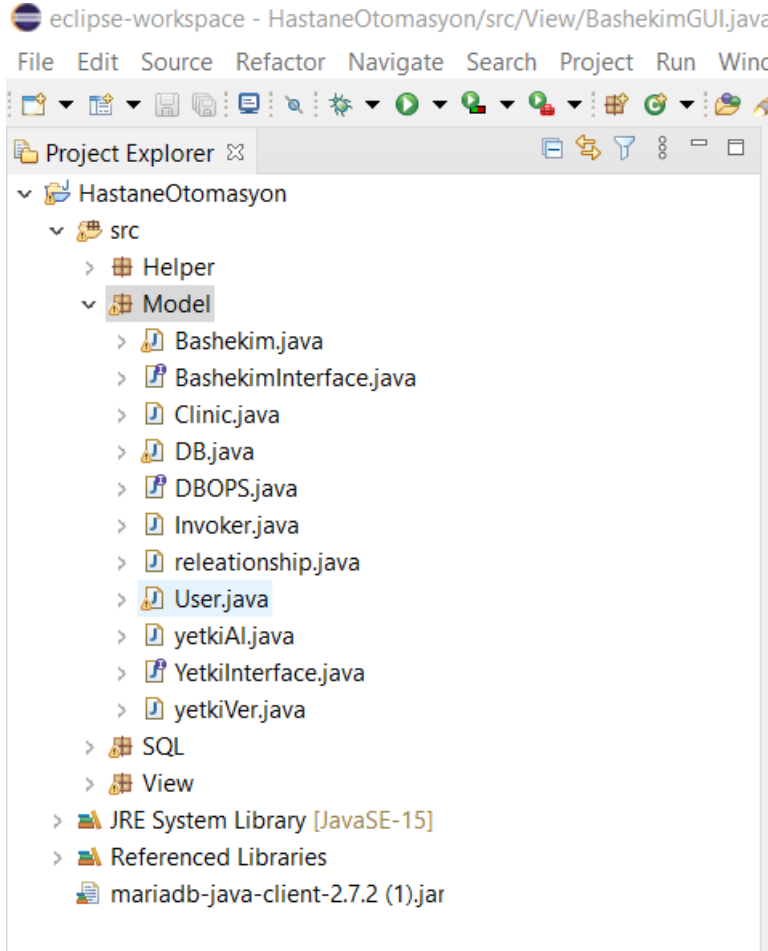 eclipse-workspace - HastaneOtomasyon/src/View/BashekimGUI.java
File Edit Source Refactor Navigate Search Project Run Wind
Project Explorer
HastaneOtomasyon
src
Helper
Model
Bashekim.java
BashekimInterface.java
Clinic.java
DB.java
DBOPS.java
Invoker.java
releationship.java
User.java
yetkiAl.java
YetkiInterface.java
yetkiVer.java
SQL
View
JRE System Library [JavaSE-15]
Referenced Libraries
mariadb-java-client-2.7.2 (1).jar